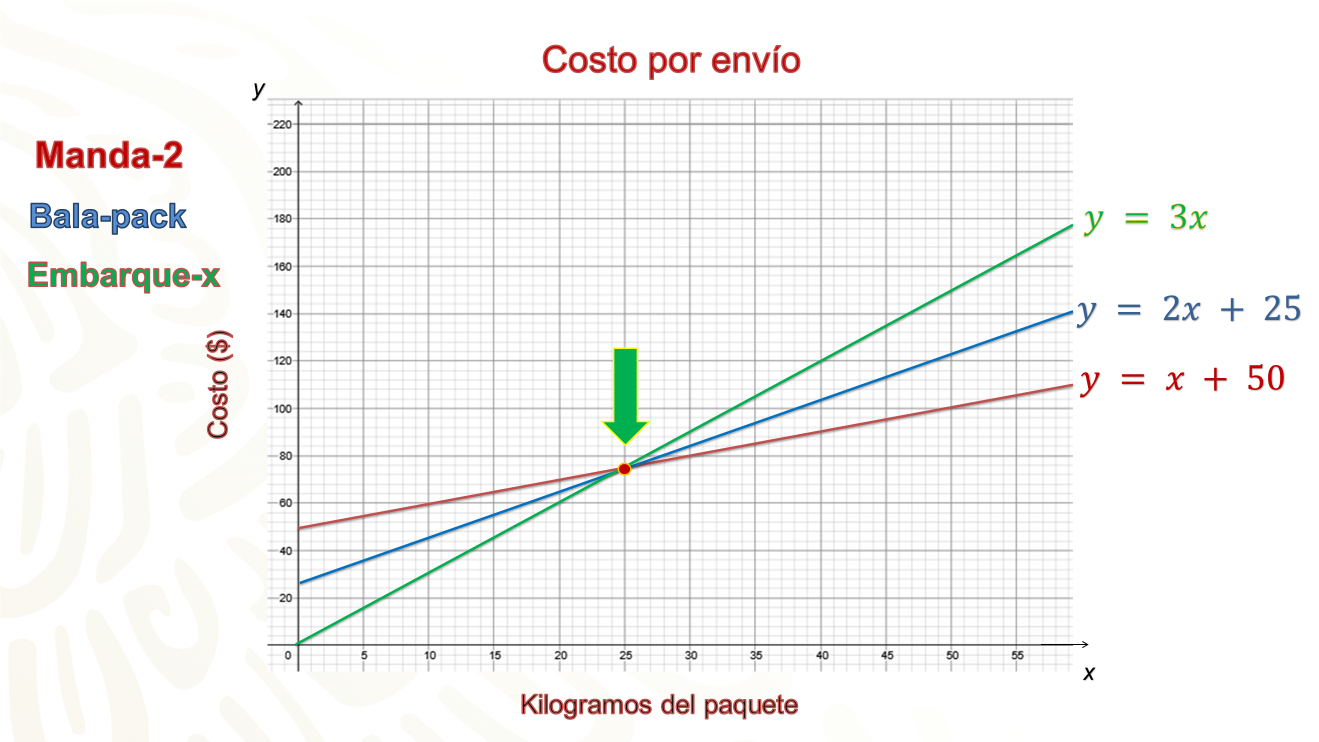 Costo por envío
y
Manda-2
Bala-pack
Embarque-x
Costo ($)
220
200
180
160
140
120
100
80
60
40
20
0 5 10 15 20 25 30 35 40 45 50 55
x
Kilogramos del paquete
y = 3x
y = 2x + 25
y = x + 50